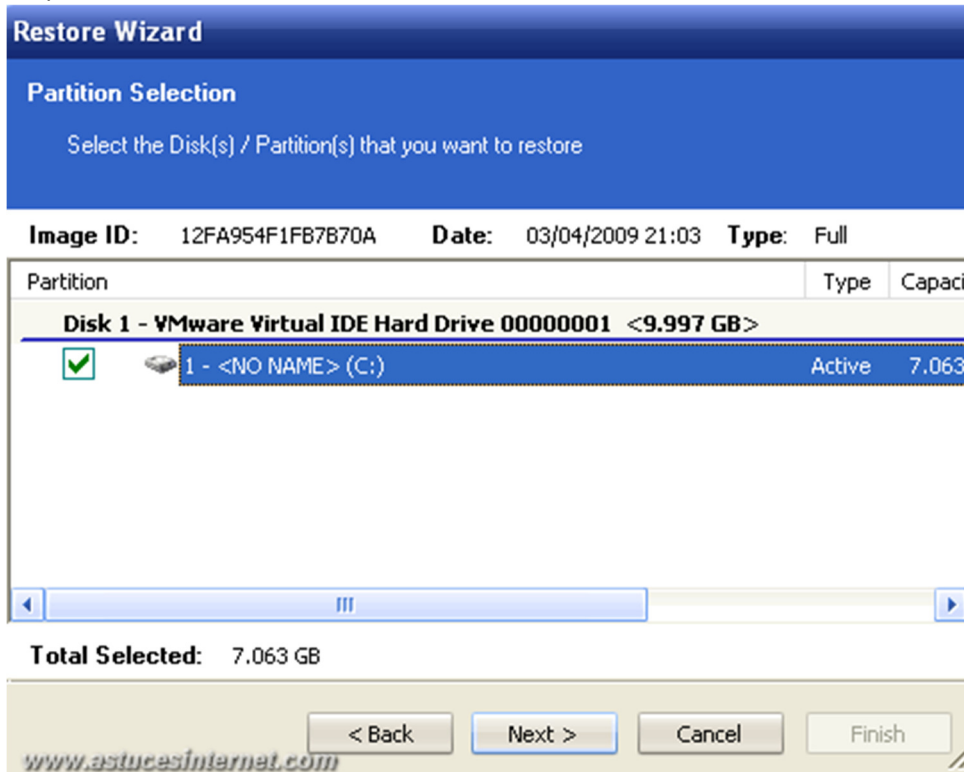 Restore Wizard
Partition Selection
Select the Disk(s) / Partition(s) that you want to restore
Image ID: 12FA954F1FB7B70A Date: 03/04/2009 21:03 Type: Full
Partition Type Capaci
Disk 1 - VMware Virtual IDE Hard Drive 00000001 <9.997 GB>
1 - <NO NAME> (C:) Active 7.063
Total Selected: 7.063 GB
< Back Next > Cancel Finish
www.astucesinternet.com